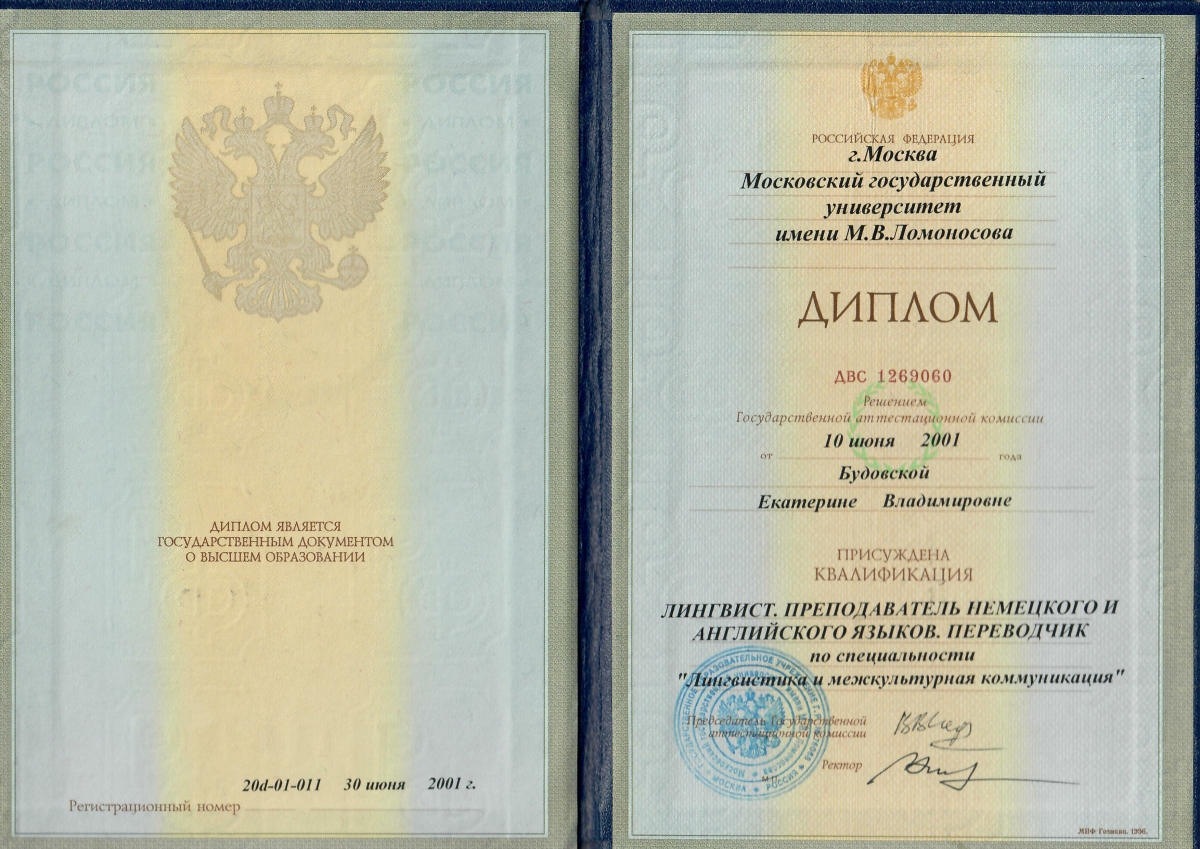 ДИПЛОМ ЯВЛЯЕТСЯ
ГОСУДАРСТВЕННЫМ ДОКУМЕНТОМ
О ВЫСШЕМ ОБРАЗОВАНИИ
20d-01-011 30 июня 2001 г.
Регистрационный номер
РОССИЙСКАЯ ФЕДЕРАЦИЯ
г.Москва
Московский государственный
университет
имени М.В.Ломоносова
ДИПЛОМ
ДВС 1269060
Решением
Государственной аттестационной комиссии
от 10 июня 2001 года
Будовской
Екатерине Владимировне
ПРИСУЖДЕНА
КВАЛИФИКАЦИЯ
ЛИНГВИСТ. ПРЕПОДАВАТЕЛЬ НЕМЕЦКОГО И
АНГЛИЙСКОГО ЯЗЫКОВ. ПЕРЕВОДЧИК
по специальности
"Лингвистика и межкультурная коммуникация"
Председатель Государственной
аттестационной комиссии
Ректор
М.П.
МПФ Гознака. 1996.